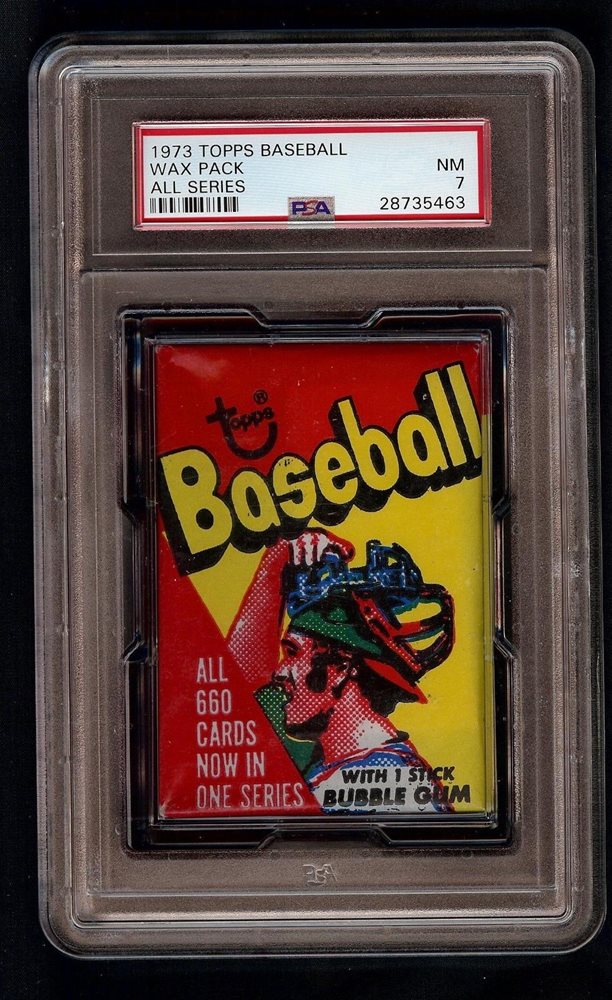 1973 TOPPS BASEBALL
WAX PACK NM
ALL SERIES 7
PSA 28735463
topps®
Baseball
ALL
660
CARDS
NOW IN
ONE SERIES
WITH 1 STICK
BUBBLE GUM
PSA